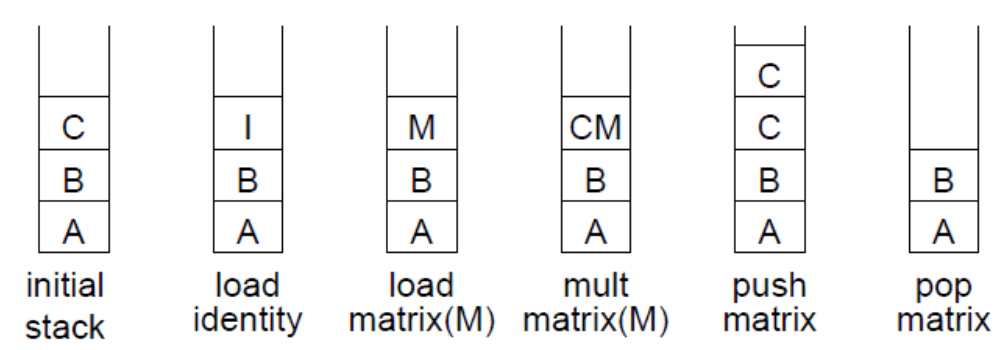 C
C I M CM C
B B B B B B
A A A A A A
initial load load mult push pop
stack identity matrix(M) matrix(M) matrix matrix